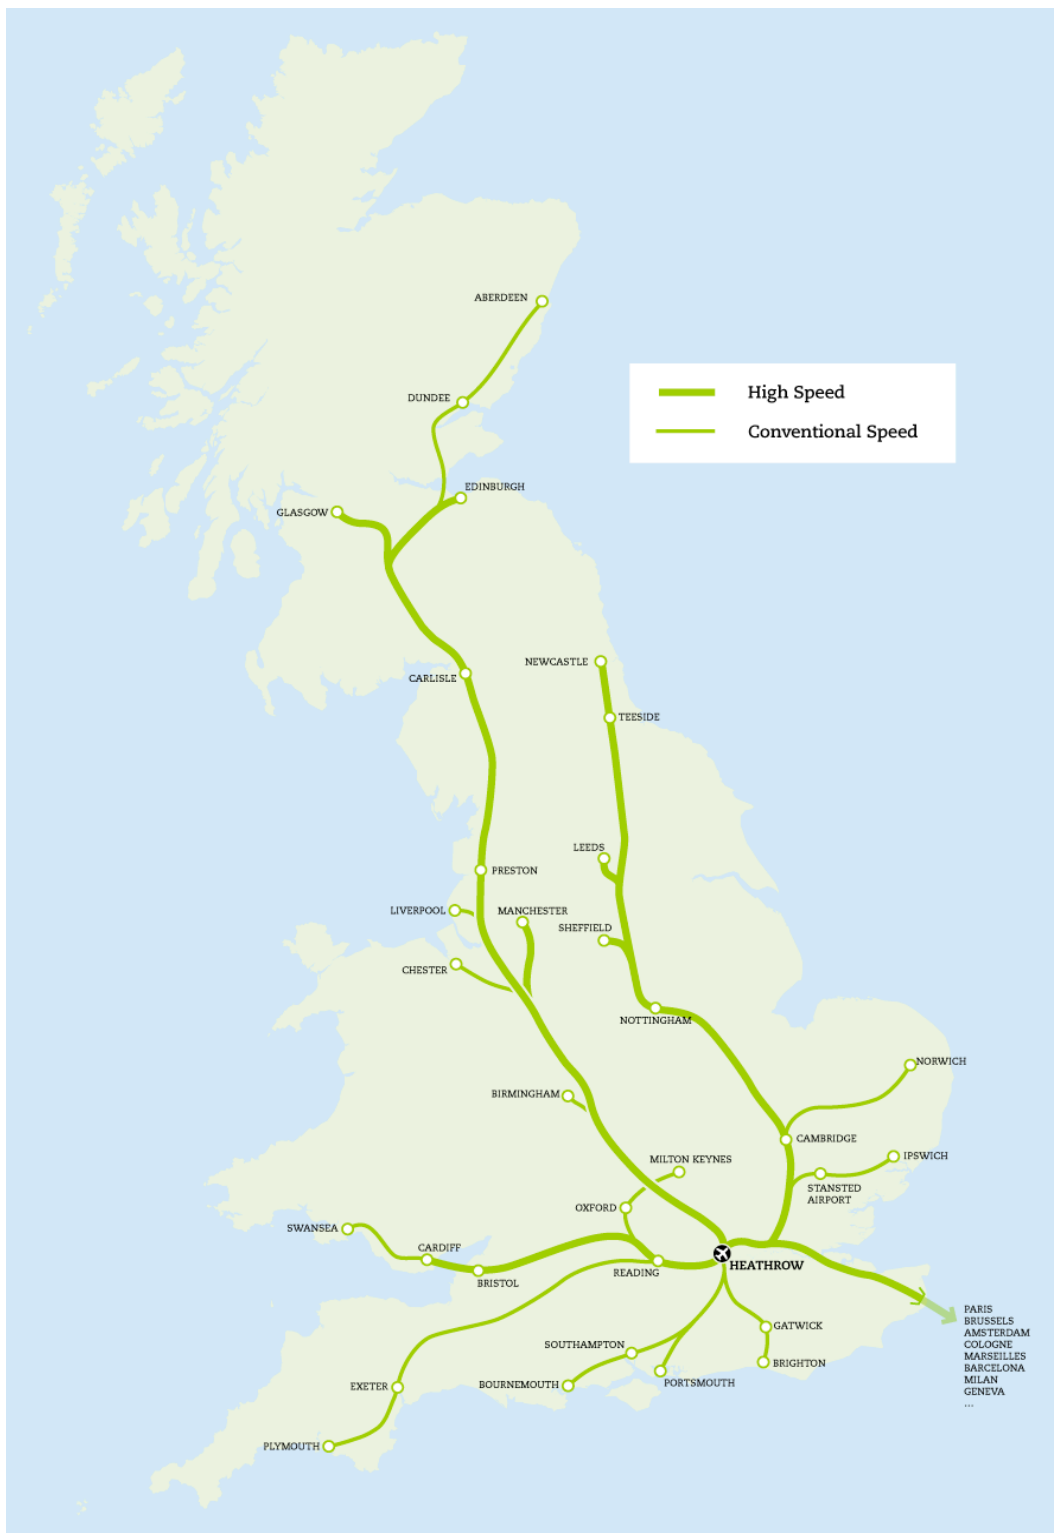 ABERDEEN
High Speed
DUNDEE
Conventional Speed
EDINBURGH
GLASGOW
NEWCASTLE
CARLISLE
TEESIDE
LEEDS
PRESTON
LIVERPOOL
MANCHESTER
SHEFFIELD
CHESTER
NOTTINGHAM
NORWICH
BIRMINGHAM
CAMBRIDGE
IPSWICH
MILTON KEYNES
STANSTED
AIRPORT
OXFORD
SWANSEA
CARDIFF
HEATHROW
READING
BRISTOL
PARIS
BRUSSELS
AMSTERDAM
COLOGNE
MARSEILLES
BARCELONA
MILAN
GENEVA
...
GATWICK
SOUTHAMPTON
BRIGHTON
BOURNEMOUTH
PORTSMOUTH
EXETER
PLYMOUTH